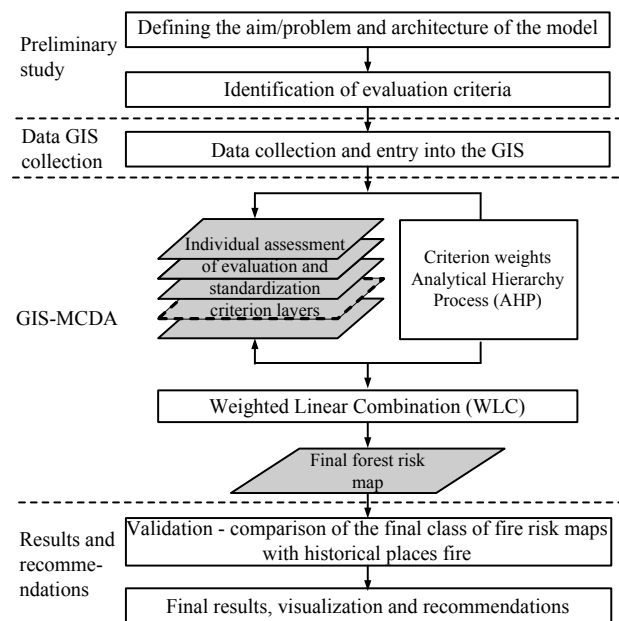 Preliminary
study
Defining the aim/problem and architecture of the model
Identification of evaluation criteria
Data GIS
collection
Data collection and entry into the GIS
GIS-MCDA
Individual assessment
of evaluation and
standardization
criterion layers
Criterion weights
Analytical Hierarchy
Process (AHP)
Weighted Linear Combination (WLC)
Final forest risk
map
Results and
recomme-
ndations
Validation - comparison of the final class of fire risk maps
with historical places fire
Final results, visualization and recommendations